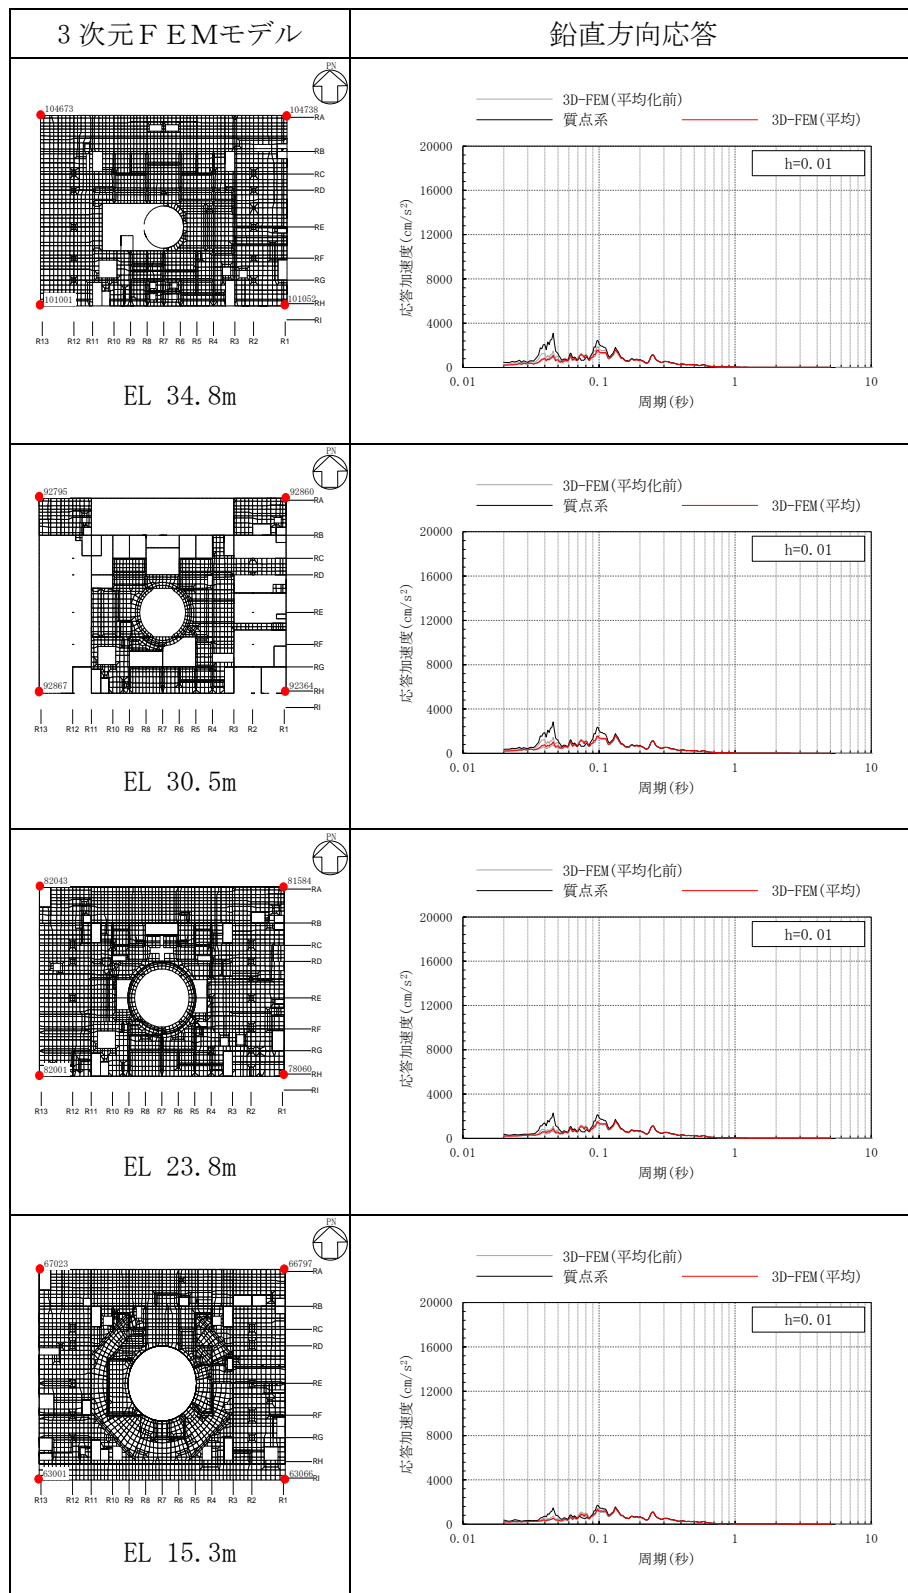 3次元FEMモデル
鉛直方向応答
PN
104673
104738
RA
RB
RC
RD
RE
RF
RG
101001
101052
RH
RI
R13 R12 R11 R10 R9 R8 R7 R6 R5 R4 R3 R2 R1
EL 34.8m
3D-FEM(平均化前)
質点系
3D-FEM(平均)
h=0.01
応答加速度(cm/s²)
20000
16000
12000
8000
4000
0
0.01 0.1 1 10
周期(秒)
PN
92795
92860
RA
RB
RC
RD
RE
RF
RG
92867
92364
RH
RI
R13 R12 R11 R10 R9 R8 R7 R6 R5 R4 R3 R2 R1
EL 30.5m
3D-FEM(平均化前)
質点系
3D-FEM(平均)
h=0.01
応答加速度(cm/s²)
20000
16000
12000
8000
4000
0
0.01 0.1 1 10
周期(秒)
PN
82043
81584
RA
RB
RC
RD
RE
RF
RG
82001
78060
RH
RI
R13 R12 R11 R10 R9 R8 R7 R6 R5 R4 R3 R2 R1
EL 23.8m
3D-FEM(平均化前)
質点系
3D-FEM(平均)
h=0.01
応答加速度(cm/s²)
20000
16000
12000
8000
4000
0
0.01 0.1 1 10
周期(秒)
PN
67023
66797
RA
RB
RC
RD
RE
RF
RG
RH
63001
63066
RI
R13 R12 R11 R10 R9 R8 R7 R6 R5 R4 R3 R2 R1
EL 15.3m
3D-FEM(平均化前)
質点系
3D-FEM(平均)
h=0.01
応答加速度(cm/s²)
20000
16000
12000
8000
4000
0
0.01 0.1 1 10
周期(秒)